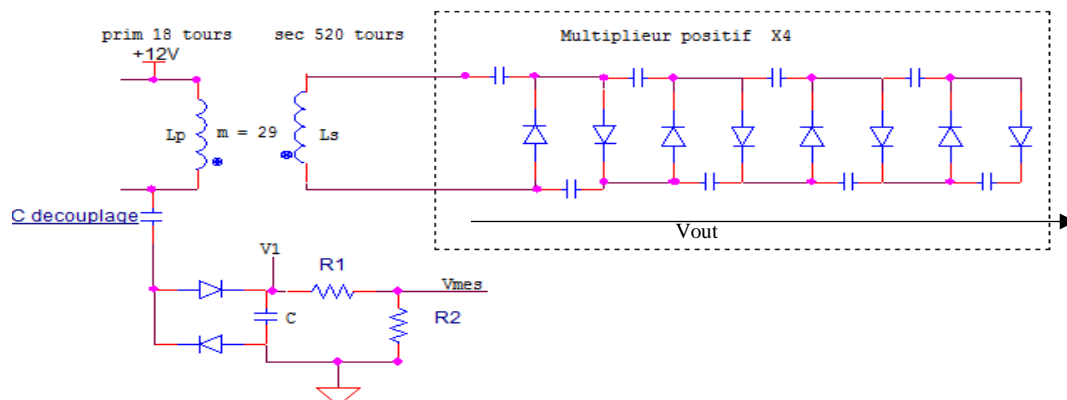 prim 18 tours
sec 520 tours
Multiplieur positif X4
+12V
Lp
m = 29
Ls
C decouplage
Vout
V1
R1
Vmes
C
R2